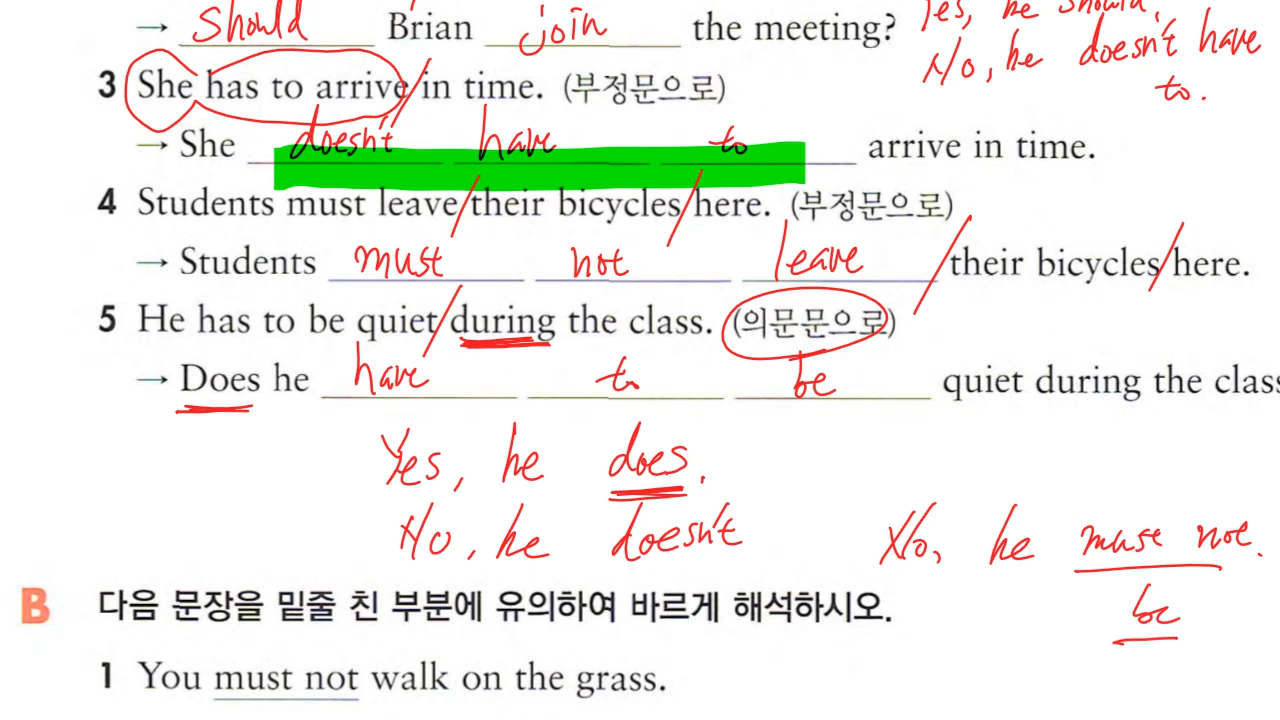 Yes, he should.
→ should Brian join the meeting?
No, he doesn't have to.
3 She has to arrive/in time. (부정문으로)
→ She doesn't have to arrive in time.
4 Students must leave/their bicycles/here. (부정문으로)
→ Students must not leave/their bicycles/here.
5 He has to be quiet/during the class. (의문문으로)
→ Does he have to be quiet during the class
Yes, he does.
No, he doesn't
No, he must not.
be
B 다음 문장을 밑줄 친 부분에 유의하여 바르게 해석하시오.
1 You must not walk on the grass.